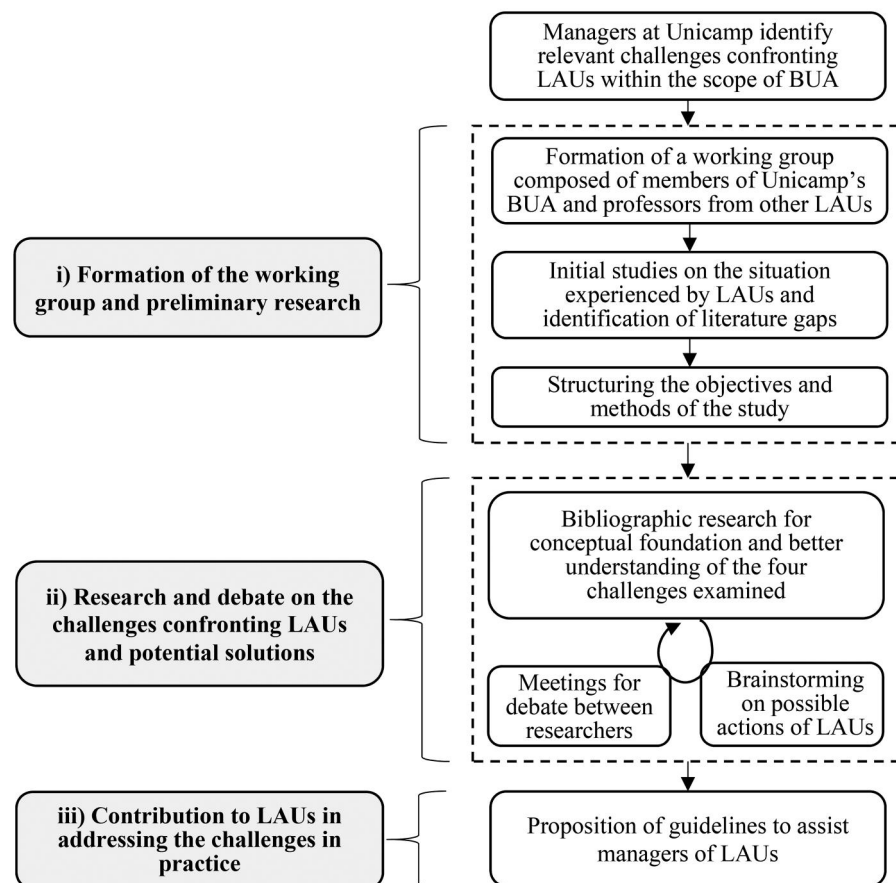 Managers at Unicamp identify
relevant challenges confronting
LAUs within the scope of BUA
i) Formation of the working
group and preliminary research
Formation of a working group
composed of members of Unicamp's
BUA and professors from other LAUs
Initial studies on the situation
experienced by LAUs and
identification of literature gaps
Structuring the objectives and
methods of the study
ii) Research and debate on the
challenges confronting LAUs
and potential solutions
Bibliographic research for
conceptual foundation and better
understanding of the four
challenges examined
Meetings for
debate between
researchers
Brainstorming
on possible
actions of LAUs
iii) Contribution to LAUs in
addressing the challenges in
practice
Proposition of guidelines to assist
managers of LAUs